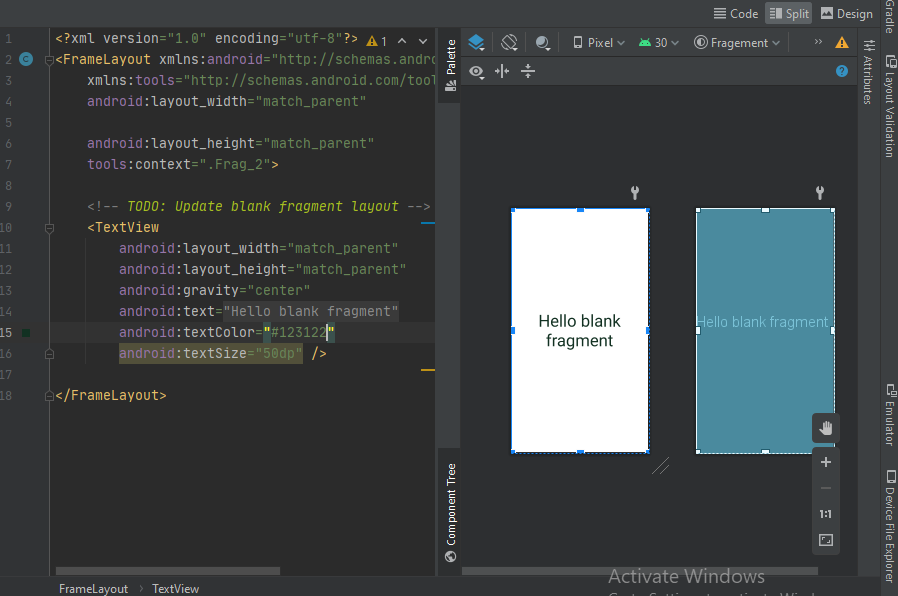 Code Split Design
1 <?xml version="1.0" encoding="utf-8"?> 1
2 C <FrameLayout xmlns:android="http://schemas.andro
3 xmlns:tools="http://schemas.android.com/tool
4 android:layout_width="match_parent"
5
6 android:layout_height="match_parent"
7 tools:context=".Frag_2">
8
9 <!-- TODO: Update blank fragment layout -->
10 <TextView
11 android:layout_width="match_parent"
12 android:layout_height="match_parent"
13 android:gravity="center"
14 android:text="Hello blank fragment"
15 android:textColor="#123122"
16 android:textSize="50dp" />
17
18 </FrameLayout>
FrameLayout > TextView
Palette
Component Tree
Pixel 30 Fragement >>
?
Hello blank
fragment
Hello blank fragment
1:1
Activate Windows
Gradle
Attributes
Layout Validation
Emulator
Device File Explorer